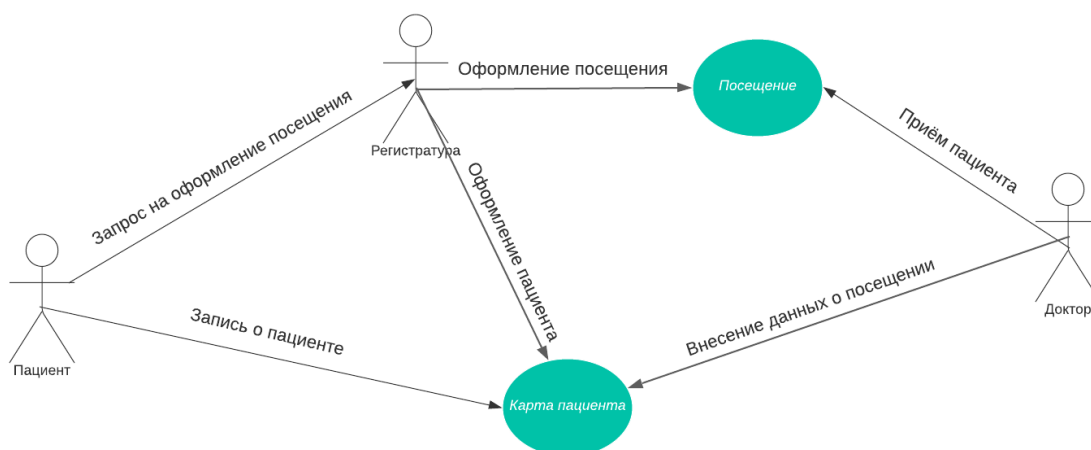 Оформление посещения
Посещение
Регистратура
Запрос на оформление посещения
Приём пациента
Оформление пациента
Доктор
Внесение данных о посещении
Запись о пациенте
Пациент
Карта пациента